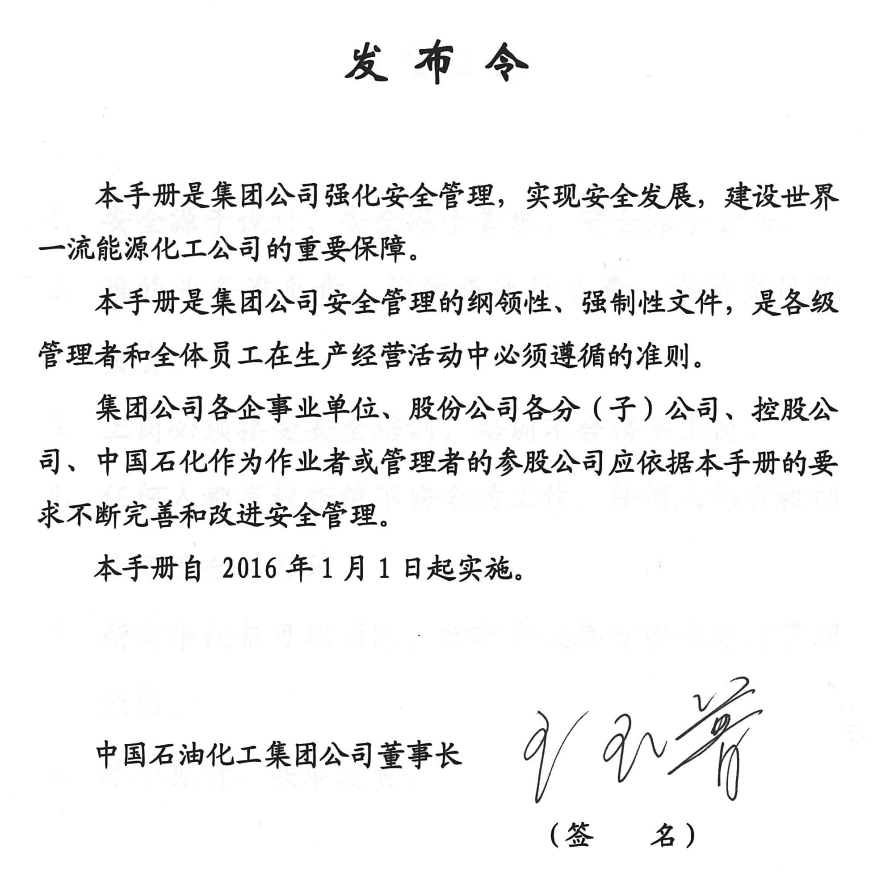 发布令
本手册是集团公司强化安全管理，实现安全发展，建设世界
一流能源化工公司的重要保障。
本手册是集团公司安全管理的纲领性、强制性文件，是各级
管理者和全体员工在生产经营活动中必须遵循的准则。
集团公司各企事业单位、股份公司各分（子）公司、控股公
司、中国石化作为作业者或管理者的参股公司应依据本手册的要
求不断完善和改进安全管理。
本手册自 2016 年 1 月 1 日起实施。
中国石油化工集团公司董事长 王玉普
（签 名）